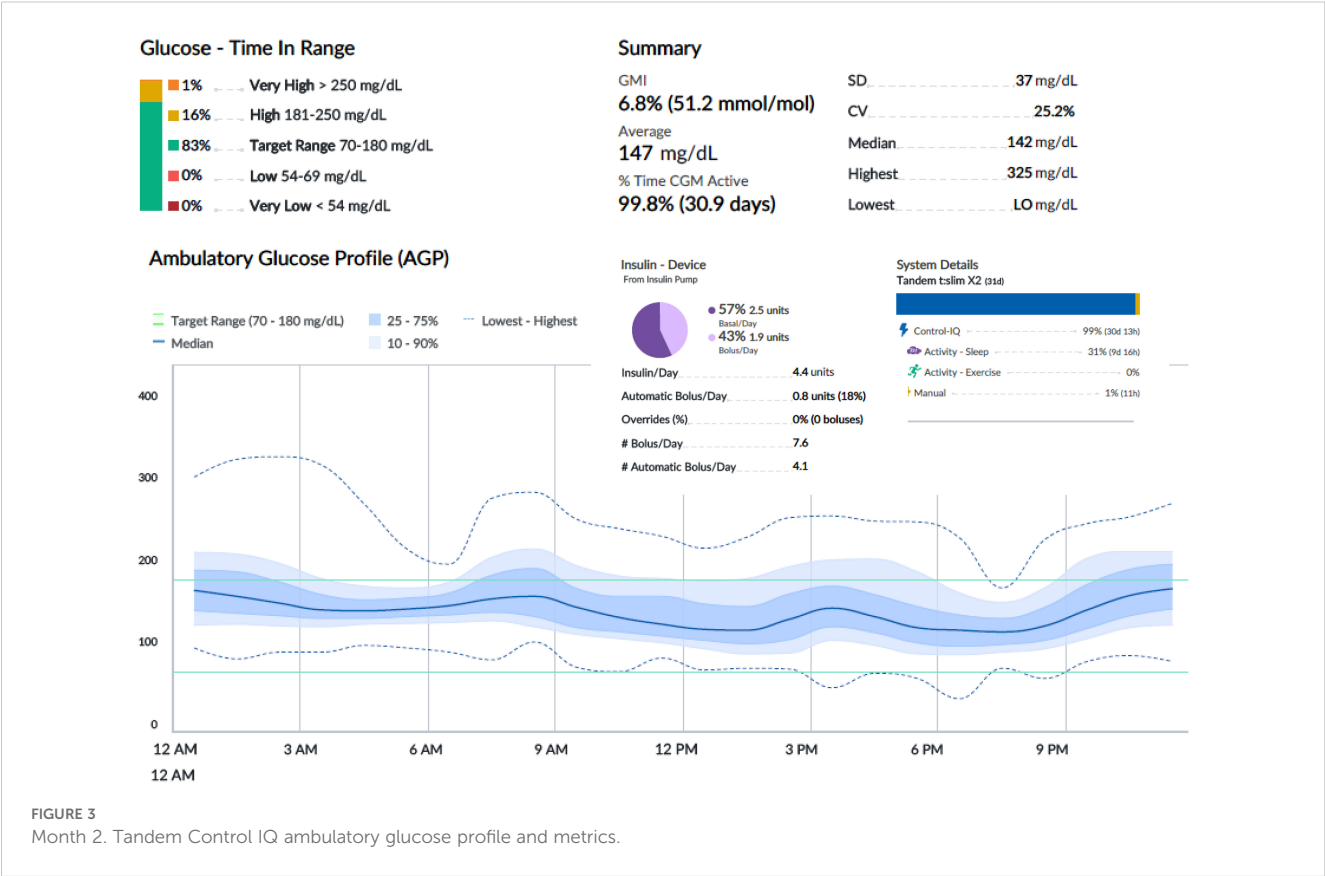 Glucose - Time In Range
1% Very High > 250 mg/dL
16% High 181-250 mg/dL
83% Target Range 70-180 mg/dL
0% Low 54-69 mg/dL
0% Very Low < 54 mg/dL
Summary
GMI
6.8% (51.2 mmol/mol)
Average
147 mg/dL
% Time CGM Active
99.8% (30.9 days)
SD 37 mg/dL
CV 25.2%
Median 142 mg/dL
Highest 325 mg/dL
Lowest LO mg/dL
Ambulatory Glucose Profile (AGP)
Target Range (70 - 180 mg/dL) 25 - 75% Lowest - Highest
Median 10 - 90%
Insulin - Device
From Insulin Pump
57% 2.5 units
Basal/Day
43% 1.9 units
Bolus/Day
Insulin/Day 4.4 units
Automatic Bolus/Day 0.8 units (18%)
Overrides (%) 0% (0 boluses)
# Bolus/Day 7.6
# Automatic Bolus/Day 4.1
System Details
Tandem t:slim X2 (31d)
Control-IQ 99% (30d 13h)
Activity - Sleep 31% (9d 16h)
Activity - Exercise 0%
Manual 1% (11h)
400
300
200
100
0
12 AM 3 AM 6 AM 9 AM 12 PM 3 PM 6 PM 9 PM
12 AM
FIGURE 3
Month 2. Tandem Control IQ ambulatory glucose profile and metrics.